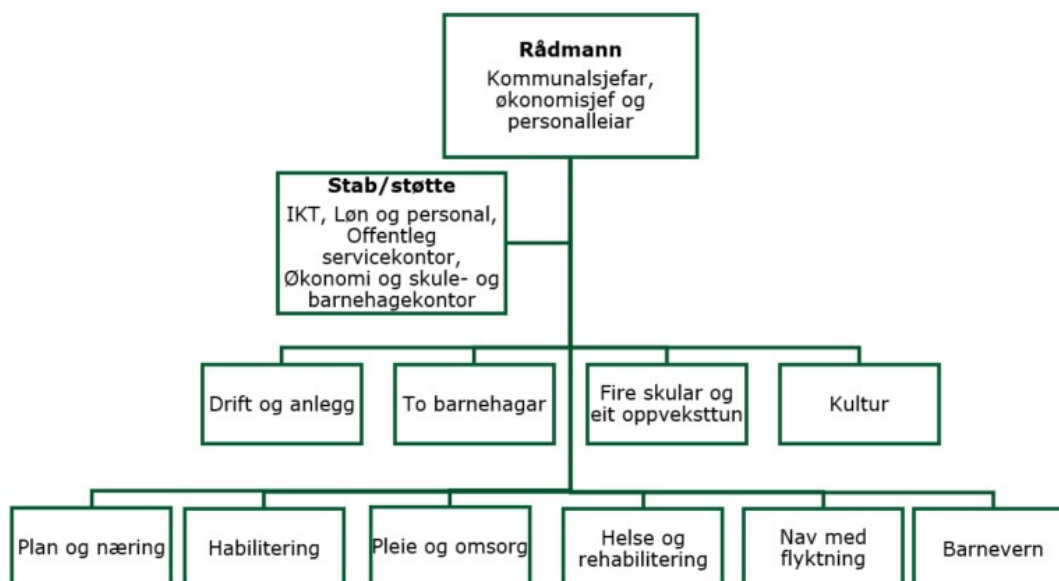 Rådmann
Kommunalsjefar,
økonomisjef og
personalleiar
Stab/støtte
IKT, Løn og personal,
Offentleg
servicekontor,
Økonomi og skule- og
barnehagekontor
Drift og anlegg
To barnehagar
Fire skular og
eit oppveksttun
Kultur
Plan og næring
Habilitering
Pleie og omsorg
Helse og
rehabilitering
Nav med
flyktning
Barnevern